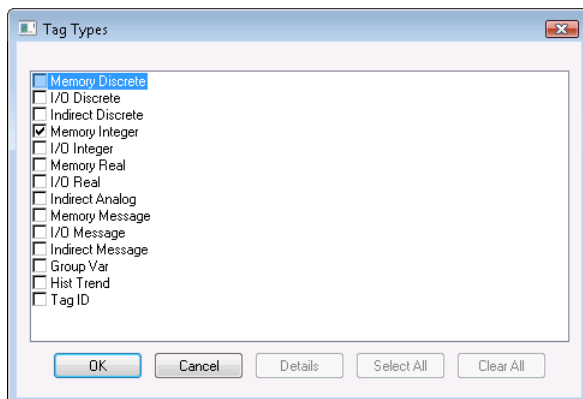 Tag Types
Memory Discrete
I/O Discrete
Indirect Discrete
Memory Integer
I/O Integer
Memory Real
I/O Real
Indirect Analog
Memory Message
I/O Message
Indirect Message
Group Var
Hist Trend
Tag ID
OK Cancel Details Select All Clear All